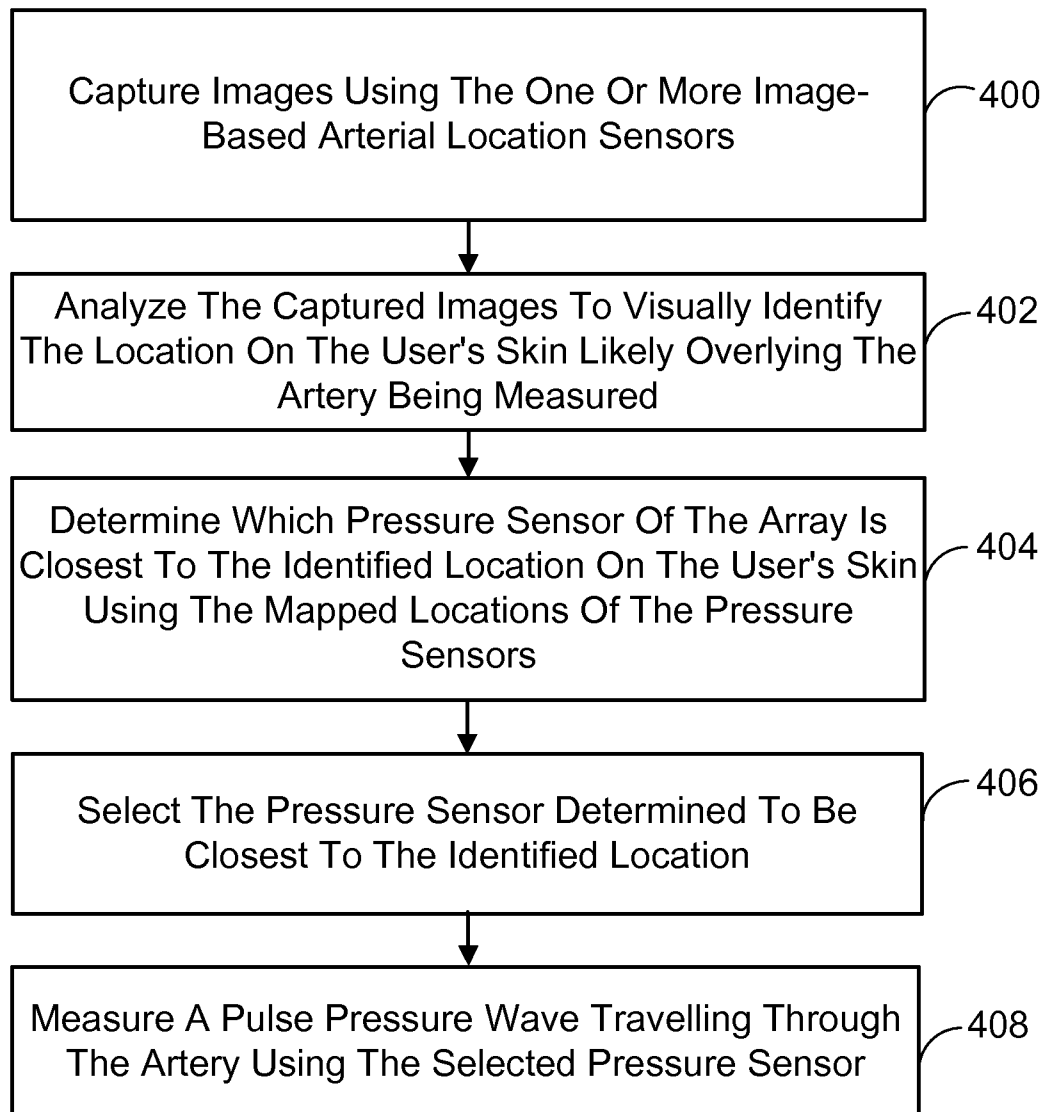 Capture Images Using The One Or More Image-
Based Arterial Location Sensors
400
Analyze The Captured Images To Visually Identify
The Location On The User's Skin Likely Overlying The
Artery Being Measured
402
Determine Which Pressure Sensor Of The Array Is
Closest To The Identified Location On The User's Skin
Using The Mapped Locations Of The Pressure
Sensors
404
Select The Pressure Sensor Determined To Be
Closest To The Identified Location
406
Measure A Pulse Pressure Wave Travelling Through
The Artery Using The Selected Pressure Sensor
408